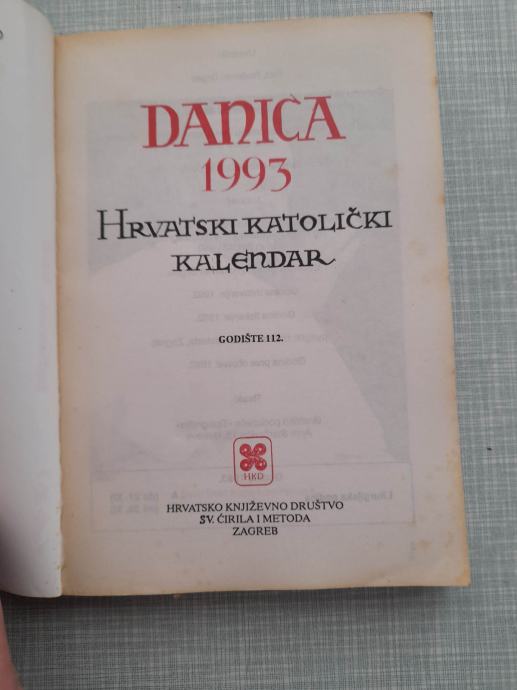 DANICA
1993
HRVATSKI KATOLIČKI
KALENDAR
GODIŠTE 112.
HKD
HRVATSKO KNJIŽEVNO DRUŠTVO
SV. ĆIRILA I METODA
ZAGREB